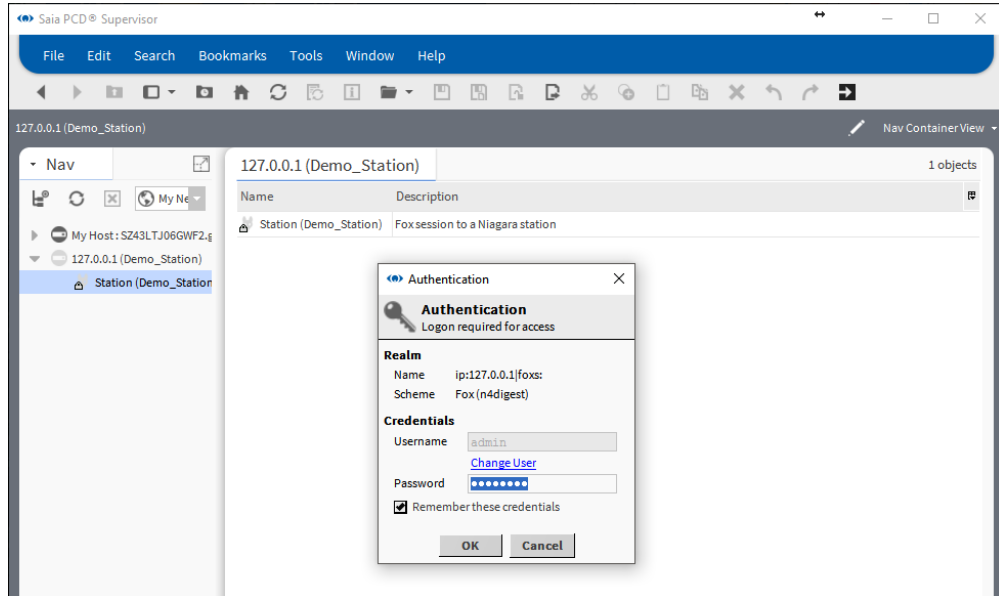 Saia PCD® Supervisor
File Edit Search Bookmarks Tools Window Help
127.0.0.1 (Demo_Station)
Nav Container View
Nav
My Ne
My Host : SZ43LTJ06GWF2.g
127.0.0.1 (Demo_Station)
Station (Demo_Station
127.0.0.1 (Demo_Station)
1 objects
Name Description
Station (Demo_Station) Fox session to a Niagara station
Authentication
Authentication
Logon required for access
Realm
Name ip:127.0.0.1|foxs:
Scheme Fox (n4digest)
Credentials
Username admin
Change User
Password ••••••••
Remember these credentials
OK Cancel